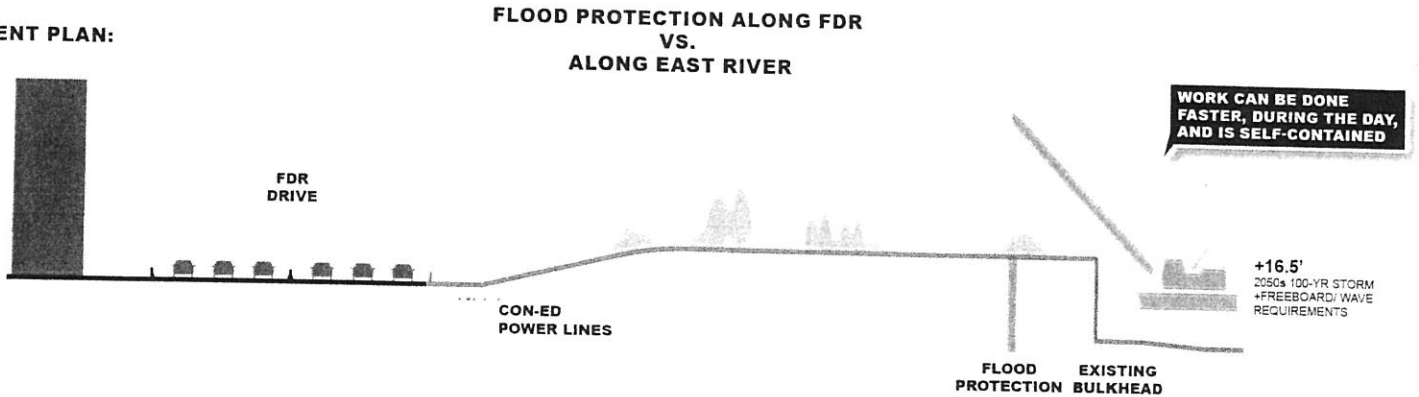 FLOOD PROTECTION ALONG FDR
VS.
ALONG EAST RIVER
ENT PLAN:
WORK CAN BE DONE
FASTER, DURING THE DAY,
AND IS SELF-CONTAINED
FDR
DRIVE
+16.5'
2050s 100-YR STORM
+FREEBOARD/ WAVE
REQUIREMENTS
CON-ED
POWER LINES
FLOOD
PROTECTION
EXISTING
BULKHEAD